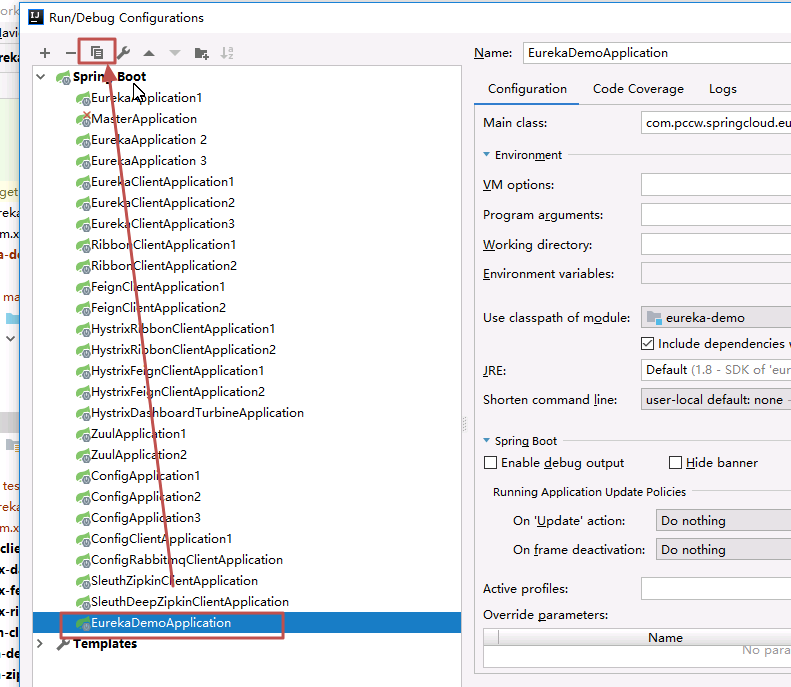 Run/Debug Configurations
Name: EurekaDemoApplication
Spring Boot
EurekaApplication1
MasterApplication
EurekaApplication 2
EurekaApplication 3
EurekaClientApplication1
EurekaClientApplication2
EurekaClientApplication3
RibbonClientApplication1
RibbonClientApplication2
FeignClientApplication1
FeignClientApplication2
HystrixRibbonClientApplication1
HystrixRibbonClientApplication2
HystrixFeignClientApplication1
HystrixFeignClientApplication2
HystrixDashboardTurbineApplication
ZuulApplication1
ZuulApplication2
ConfigApplication1
ConfigApplication2
ConfigApplication3
ConfigClientApplication1
ConfigRabbitmqClientApplication
SleuthZipkinClientApplication
SleuthDeepZipkinClientApplication
EurekaDemoApplication
Templates
Configuration Code Coverage Logs
Main class: com.pccw.springcloud.eu
Environment
VM options:
Program arguments:
Working directory:
Environment variables:
Use classpath of module: eureka-demo
Include dependencies
JRE: Default (1.8 - SDK of 'eur
Shorten command line: user-local default: none -
Spring Boot
Enable debug output Hide banner
Running Application Update Policies
On 'Update' action: Do nothing
On frame deactivation: Do nothing
Active profiles:
Override parameters:
Name
No para